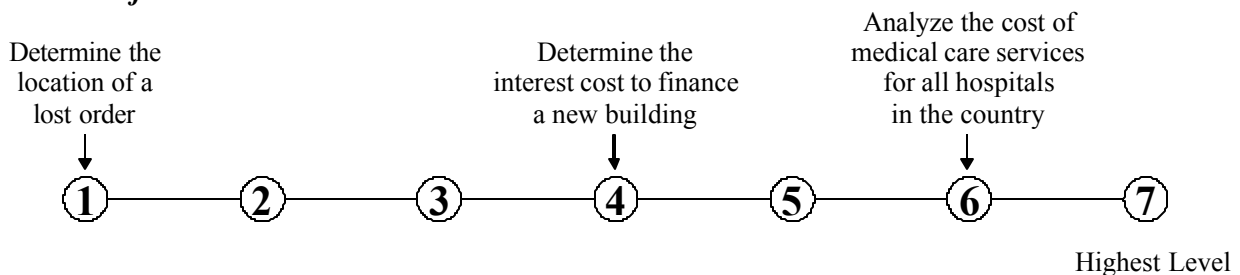 Determine the
location of a
lost order
Determine the
interest cost to finance
a new building
Analyze the cost of
medical care services
for all hospitals
in the country
1
2
3
4
5
6
7
Highest Level